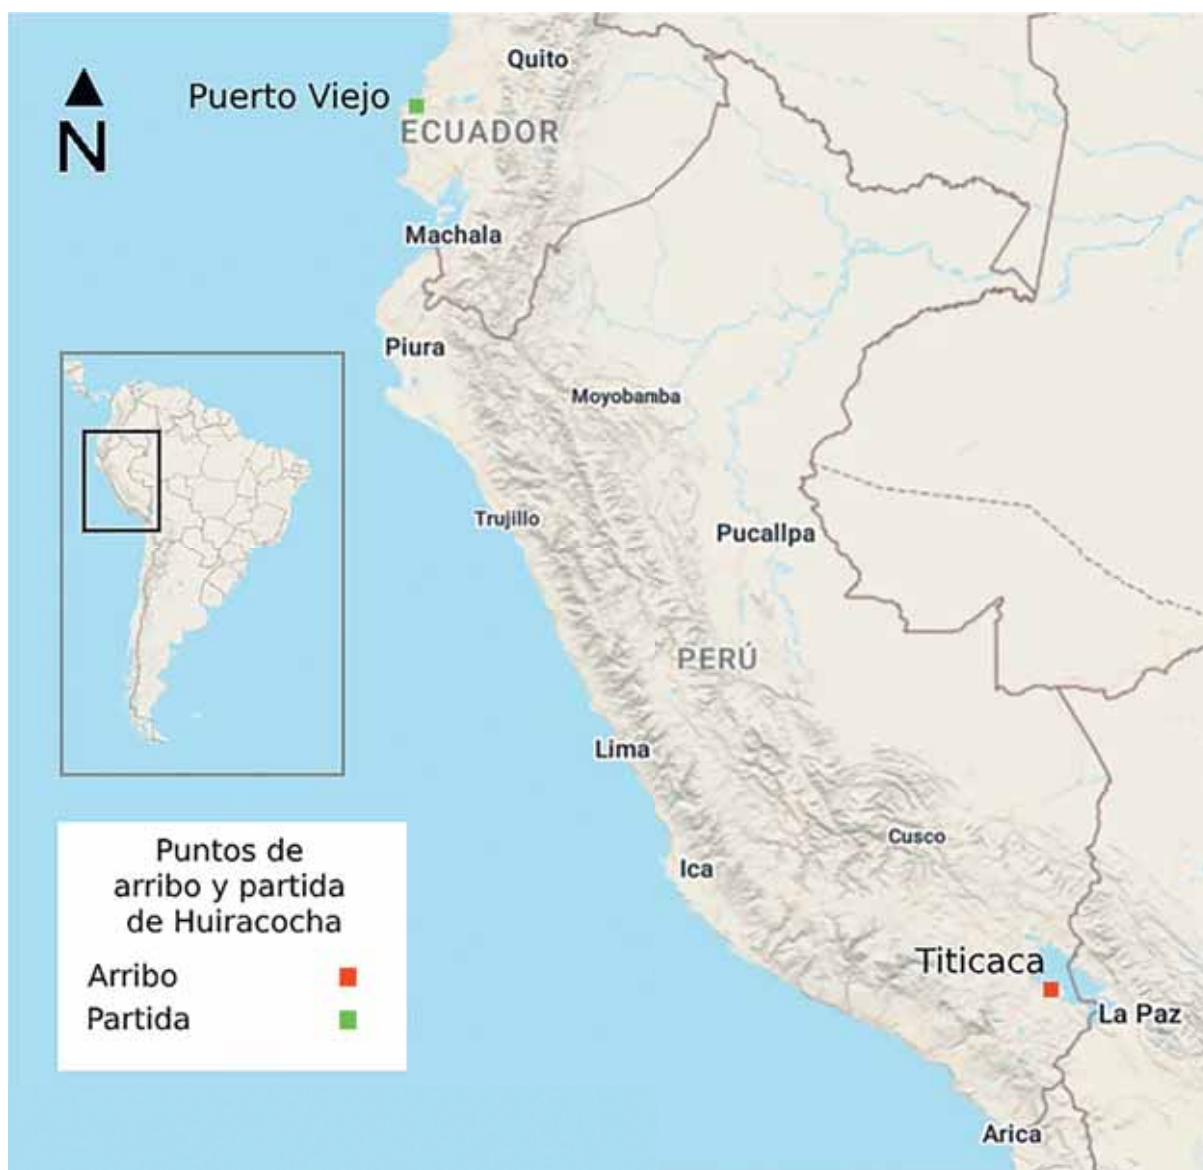 Quito
Puerto Viejo
N
ECUADOR
Machala
Piura
Moyobamba
Trujillo
Pucallpa
PERÚ
Lima
Cusco
Ica
Titicaca
La Paz
Arica
Puntos de
arribo y partida
de Huiracocha
Arribo
Partida